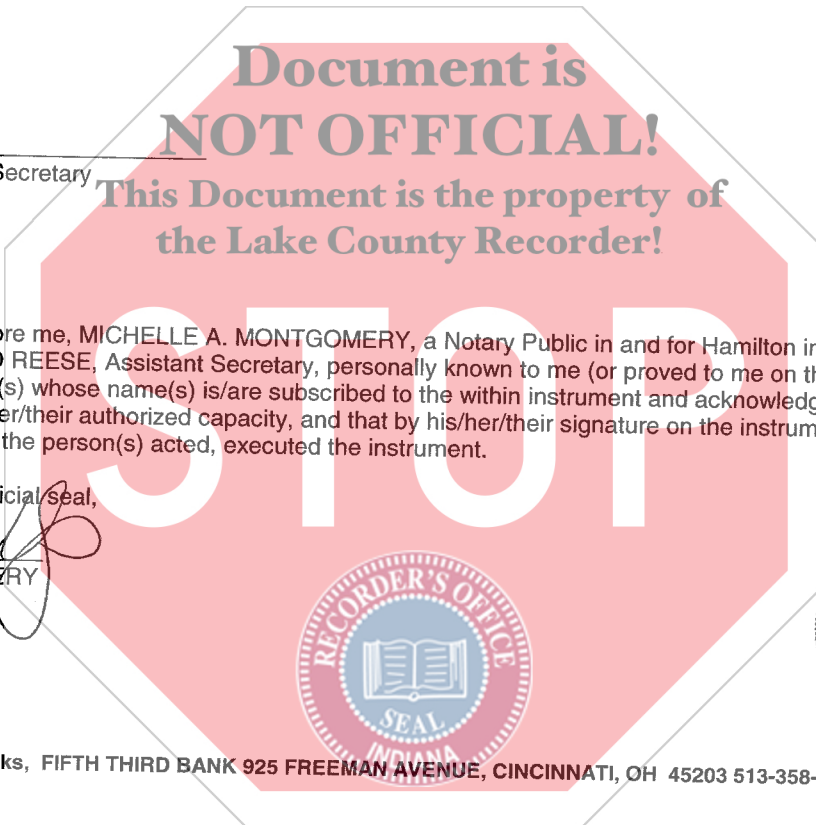 Document is
NOT OFFICIAL!
Secretary
This Document is the property of
the Lake County Recorder!
STOP
ore me, MICHELLE A. MONTGOMERY, a Notary Public in and for Hamilton in
REESE, Assistant Secretary, personally known to me (or proved to me on th
(s) whose name(s) is/are subscribed to the within instrument and acknowledg
er/their authorized capacity, and that by his/her/their signature on the instrum
the person(s) acted, executed the instrument.
icial seal,
ERY
RECORDER'S OFFICE
SEAL
INDIANA
ks, FIFTH THIRD BANK 925 FREEMAN AVENUE, CINCINNATI, OH 45203 513-358-